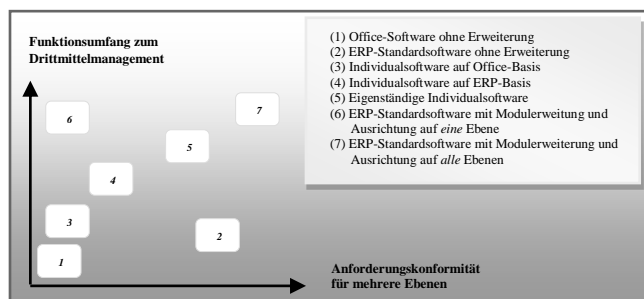 Funktionsumfang zum
Drittmittelmanagement
(1) Office-Software ohne Erweiterung
(2) ERP-Standardsoftware ohne Erweiterung
(3) Individualsoftware auf Office-Basis
(4) Individualsoftware auf ERP-Basis
(5) Eigenständige Individualsoftware
(6) ERP-Standardsoftware mit Modulerweitung und
Ausrichtung auf eine Ebene
(7) ERP-Standardsoftware mit Modulerweiterung und
Ausrichtung auf alle Ebenen
7
6
5
4
3
2
1
Anforderungskonformität
für mehrere Ebenen